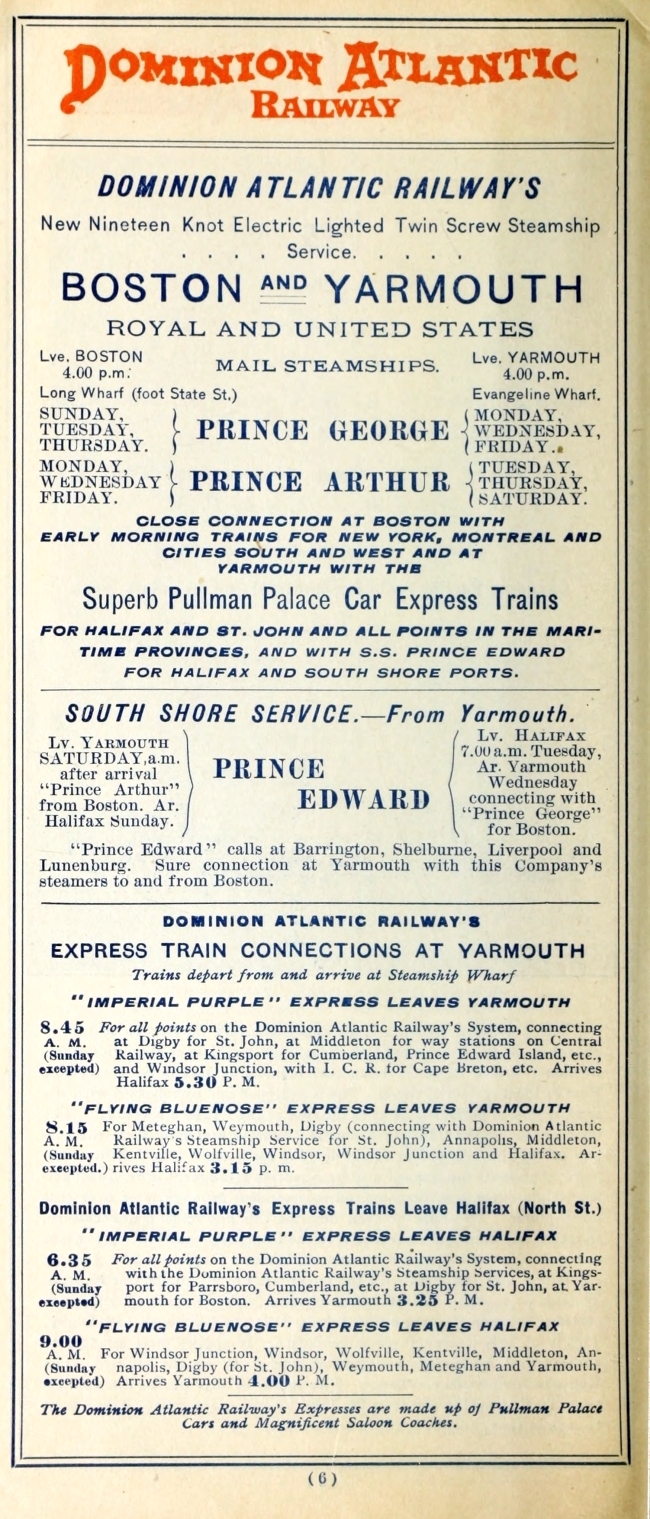 DOMINION ATLANTIC
RAILWAY
DOMINION ATLANTIC RAILWAY'S
New Nineteen Knot Electric Lighted Twin Screw Steamship
. . . . Service. . . . .
BOSTON AND YARMOUTH
ROYAL AND UNITED STATES
Lve. BOSTON
4.00 p.m.
MAIL STEAMSHIPS.
Lve. YARMOUTH
4.00 p.m.
Long Wharf (foot State St.)
Evangeline Wharf.
SUNDAY,
TUESDAY,
THURSDAY.
PRINCE GEORGE
MONDAY,
WEDNESDAY,
FRIDAY.
MONDAY,
WEDNESDAY
FRIDAY.
PRINCE ARTHUR
TUESDAY,
THURSDAY,
SATURDAY.
CLOSE CONNECTION AT BOSTON WITH
EARLY MORNING TRAINS FOR NEW YORK, MONTREAL AND
CITIES SOUTH AND WEST AND AT
YARMOUTH WITH THE
Superb Pullman Palace Car Express Trains
FOR HALIFAX AND ST. JOHN AND ALL POINTS IN THE MARI-
TIME PROVINCES, AND WITH S.S. PRINCE EDWARD
FOR HALIFAX AND SOUTH SHORE PORTS.
SOUTH SHORE SERVICE.—From Yarmouth.
Lv. YARMOUTH
SATURDAY, a.m.
after arrival
"Prince Arthur"
from Boston. Ar.
Halifax Sunday.
PRINCE
EDWARD
Lv. HALIFAX
7.00 a.m. Tuesday,
Ar. Yarmouth
Wednesday
connecting with
"Prince George"
for Boston.
"Prince Edward" calls at Barrington, Shelburne, Liverpool and
Lunenburg. Sure connection at Yarmouth with this Company's
steamers to and from Boston.
DOMINION ATLANTIC RAILWAY'S
EXPRESS TRAIN CONNECTIONS AT YARMOUTH
Trains depart from and arrive at Steamship Wharf
"IMPERIAL PURPLE" EXPRESS LEAVES YARMOUTH
8.45 For all points on the Dominion Atlantic Railway's System, connecting
A. M. at Digby for St. John, at Middleton for way stations on Central
(Sunday Railway, at Kingsport for Cumberland, Prince Edward Island, etc.,
excepted) and Windsor Junction, with I. C. R. for Cape Breton, etc. Arrives
Halifax 5.30 P. M.
"FLYING BLUENOSE" EXPRESS LEAVES YARMOUTH
8.15 For Meteghan, Weymouth, Digby (connecting with Dominion Atlantic
A. M. Railway's Steamship Service for St. John), Annapolis, Middleton,
(Sunday Kentville, Wolfville, Windsor, Windsor Junction and Halifax. Ar-
excepted.) rives Halifax 3.15 p. m.
Dominion Atlantic Railway's Express Trains Leave Halifax (North St.)
"IMPERIAL PURPLE" EXPRESS LEAVES HALIFAX
6.35 For all points on the Dominion Atlantic Railway's System, connecting
A. M. with the Dominion Atlantic Railway's Steamship Services, at Kings-
(Sunday port for Parrsboro, Cumberland, etc., at Digby for St. John, at Yar-
excepted) mouth for Boston. Arrives Yarmouth 3.25 P. M.
"FLYING BLUENOSE" EXPRESS LEAVES HALIFAX
9.00
A. M. For Windsor Junction, Windsor, Wolfville, Kentville, Middleton, An-
(Sunday napolis, Digby (for St. John), Weymouth, Meteghan and Yarmouth,
excepted) Arrives Yarmouth 4.00 P. M.
The Dominion Atlantic Railway's Expresses are made up of Pullman Palace
Cars and Magnificent Saloon Coaches.
(6)